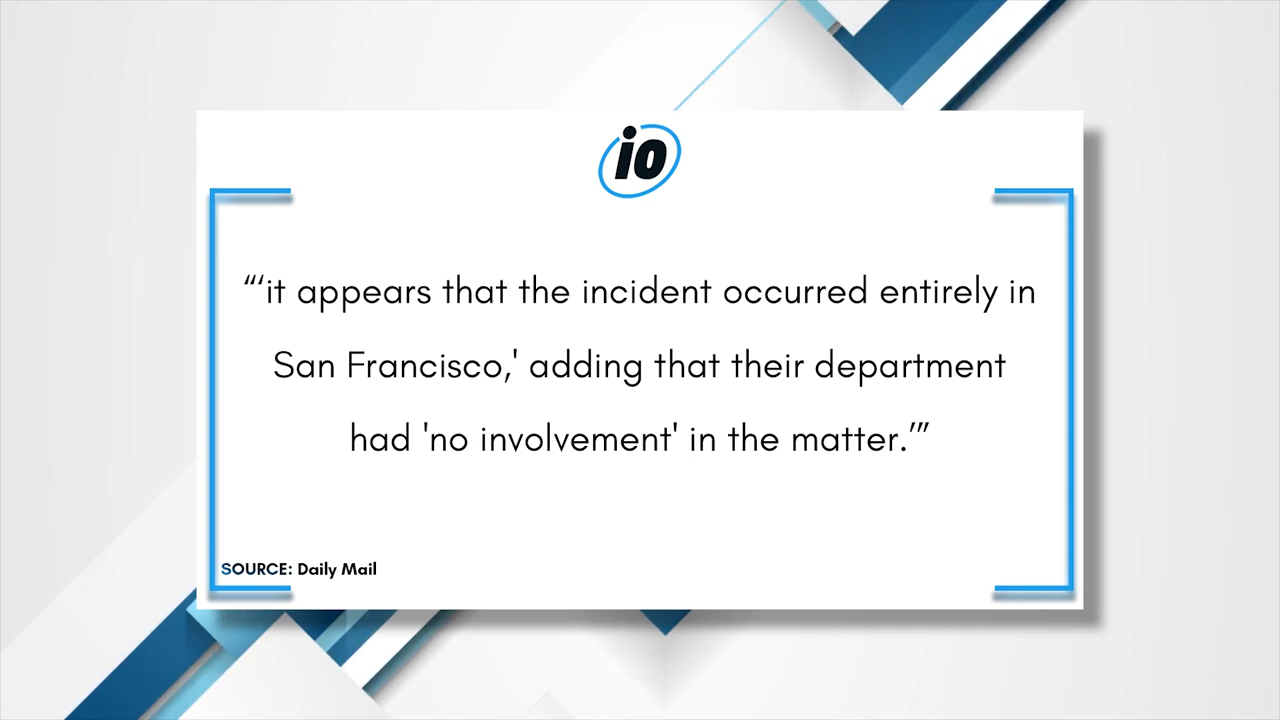 io
“‘it appears that the incident occurred entirely in
San Francisco,' adding that their department
had 'no involvement' in the matter.’”
SOURCE: Daily Mail